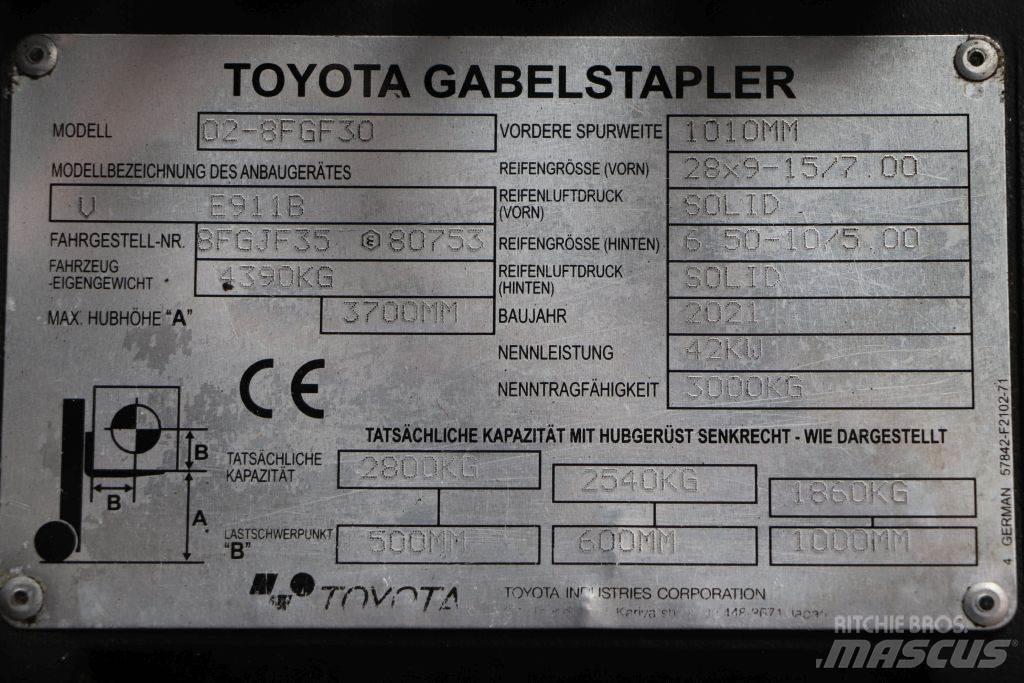 TOYOTA GABELSTAPLER
MODELL 02-8FGF30
VORDERE SPURWEITE 1010MM
MODELLBEZEICHNUNG DES ANBAUGERÄTES
REIFENGRÖSSE (VORN) 28x9-15/7.00
V E911B
REIFENLUFTDRUCK (VORN) SOLID
FAHRGESTELL-NR. 8FGJF35 E 80753
REIFENGRÖSSE (HINTEN) 6.50-10/5.00
FAHRZEUG -EIGENGEWICHT 4390KG
REIFENLUFTDRUCK (HINTEN) SOLID
MAX. HUBHÖHE "A" 3700MM
BAUJAHR 2021
NENNLEISTUNG 42KW
NENNTRAGFÄHIGKEIT 3000KG
CE
TATSÄCHLICHE KAPAZITÄT MIT HUBGERÜST SENKRECHT - WIE DARGESTELLT
TATSÄCHLICHE KAPAZITÄT 2800KG 2540KG 1860KG
LASTSCHWERPUNKT "B" 500MM 600MM 1000MM
B
B
A
TOYOTA
TOYOTA INDUSTRIES CORPORATION
4 GERMAN 57842-F2102-71
RITCHIE BROS.
MASCUS